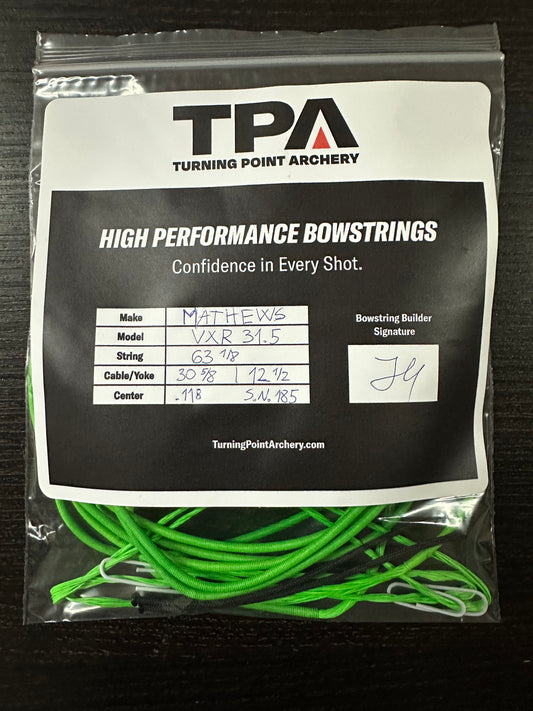 TPA
TURNING POINT ARCHERY
HIGH PERFORMANCE BOWSTRINGS
Confidence in Every Shot.
Make MATHEWS
Model VXR 31.5
String 63 1/8
Cable/Yoke 30 5/8 | 12 1/2
Center .118 S.N. 185
Bowstring Builder
Signature
TurningPointArchery.com